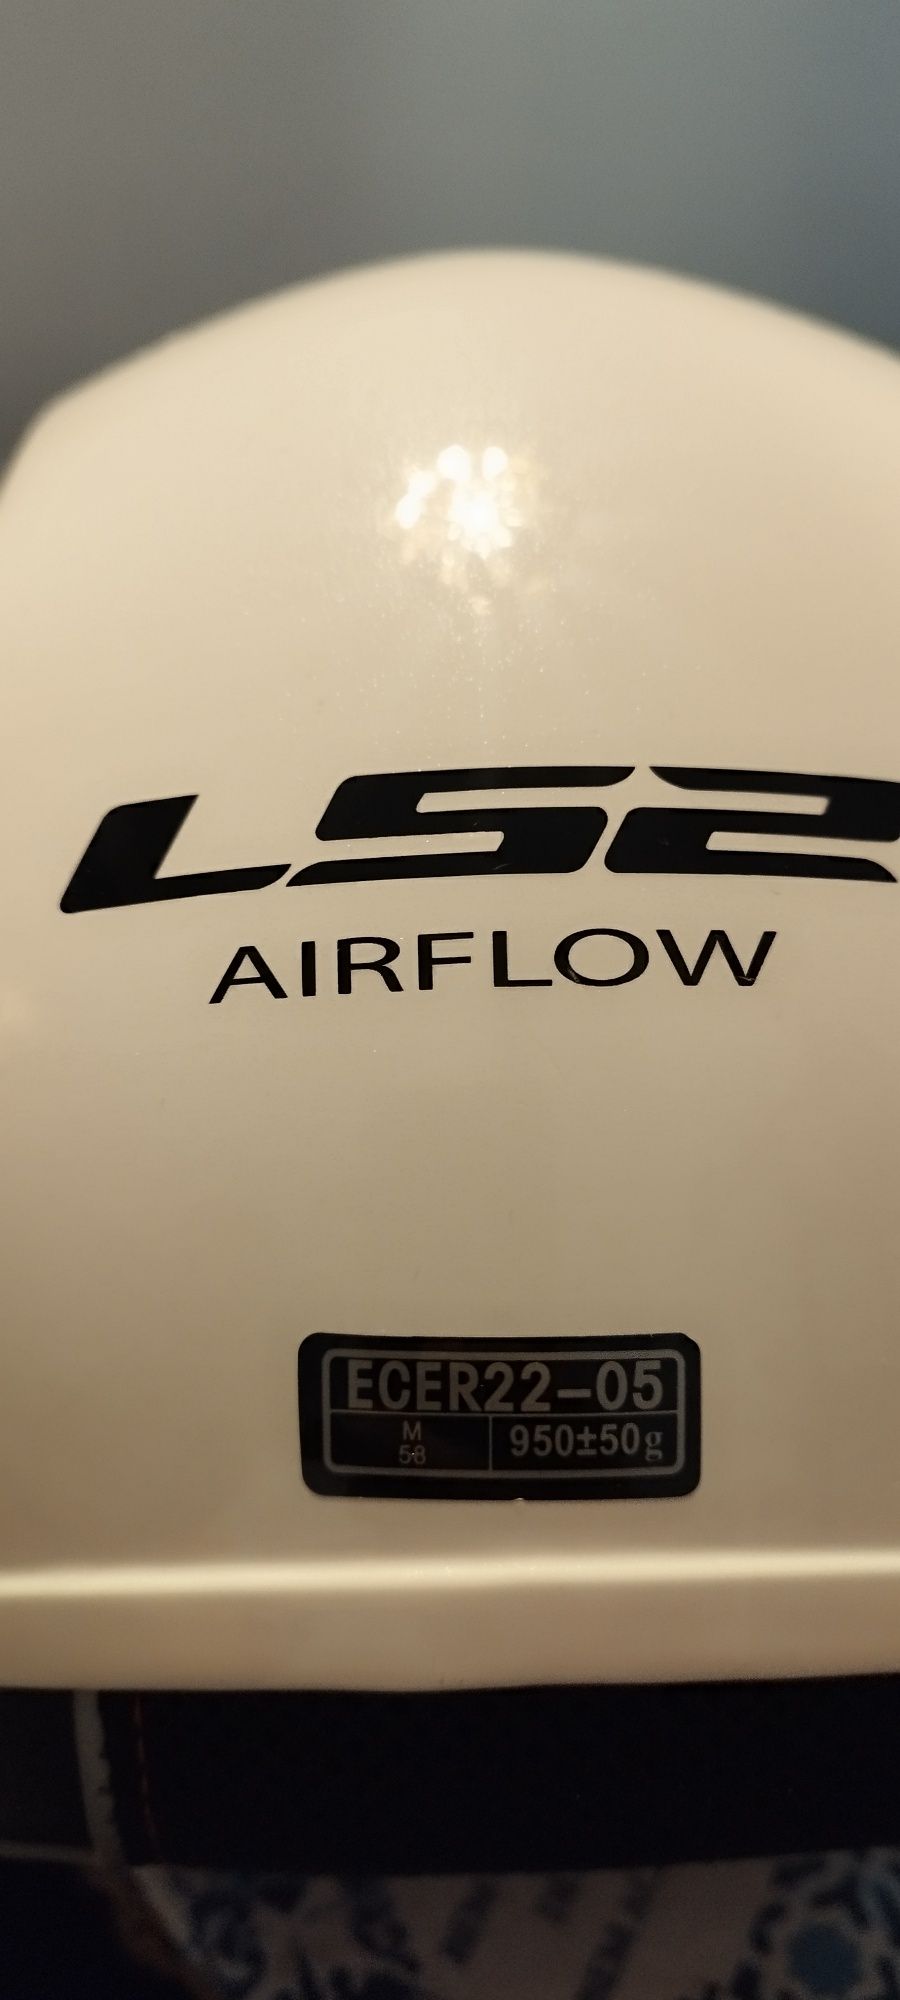 LS2
AIRFLOW
ECER22-05
M
58
950±50g